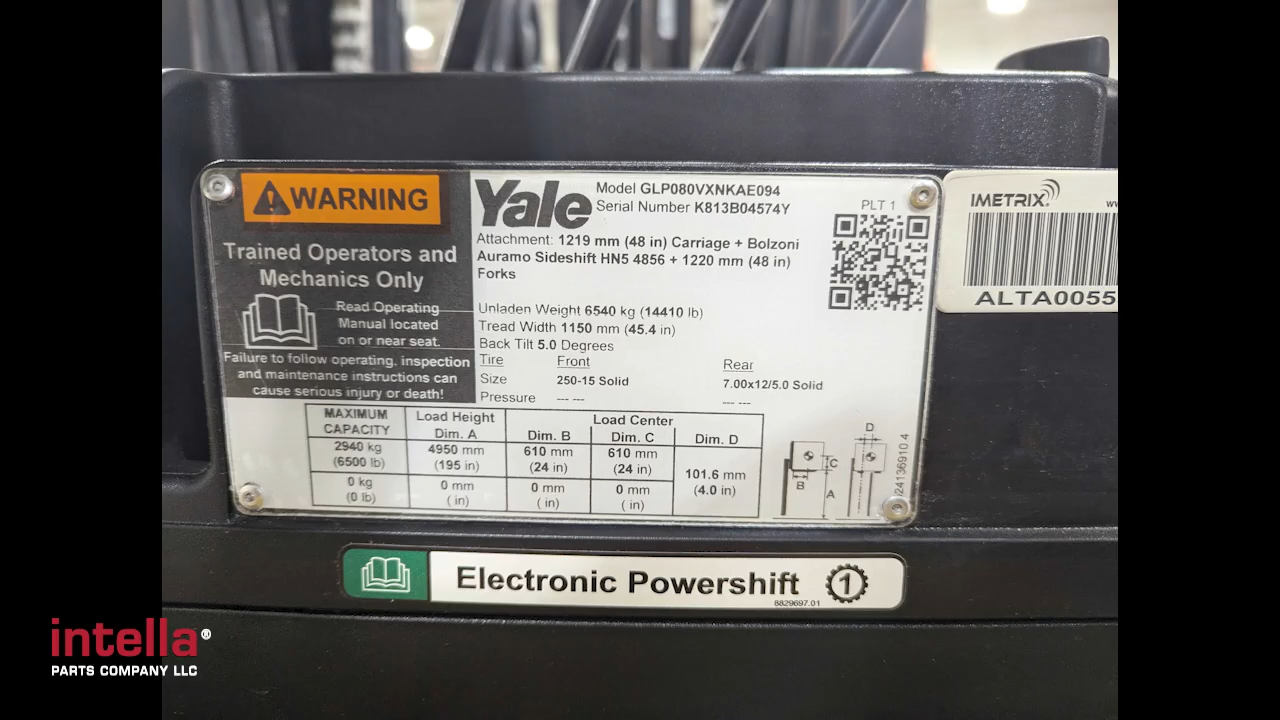 WARNING
Trained Operators and
Mechanics Only
Read Operating
Manual located
on or near seat.
Failure to follow operating, inspection
and maintenance instructions can
cause serious injury or death!
Yale
Model GLP080VXNKAE094
Serial Number K813B04574Y
Attachment: 1219 mm (48 in) Carriage + Bolzoni
Auramo Sideshift HN5 4856 + 1220 mm (48 in)
Forks
PLT 1
Unladen Weight 6540 kg (14410 lb)
Tread Width 1150 mm (45.4 in)
Back Tilt 5.0 Degrees
Tire Front Rear
Size 250-15 Solid 7.00x12/5.0 Solid
Pressure --- --- --- ---
MAXIMUM CAPACITY Load Height Dim. A Load Center Dim. B Dim. C Dim. D
2940 kg (6500 lb) 4950 mm (195 in) 610 mm (24 in) 610 mm (24 in) 101.6 mm (4.0 in)
0 kg (0 lb) 0 mm ( in) 0 mm ( in) 0 mm ( in)
D
C
B
A
24136910.4
IMETRIX
ALTA0055
Electronic Powershift 1
8829697.01
intella®
PARTS COMPANY LLC